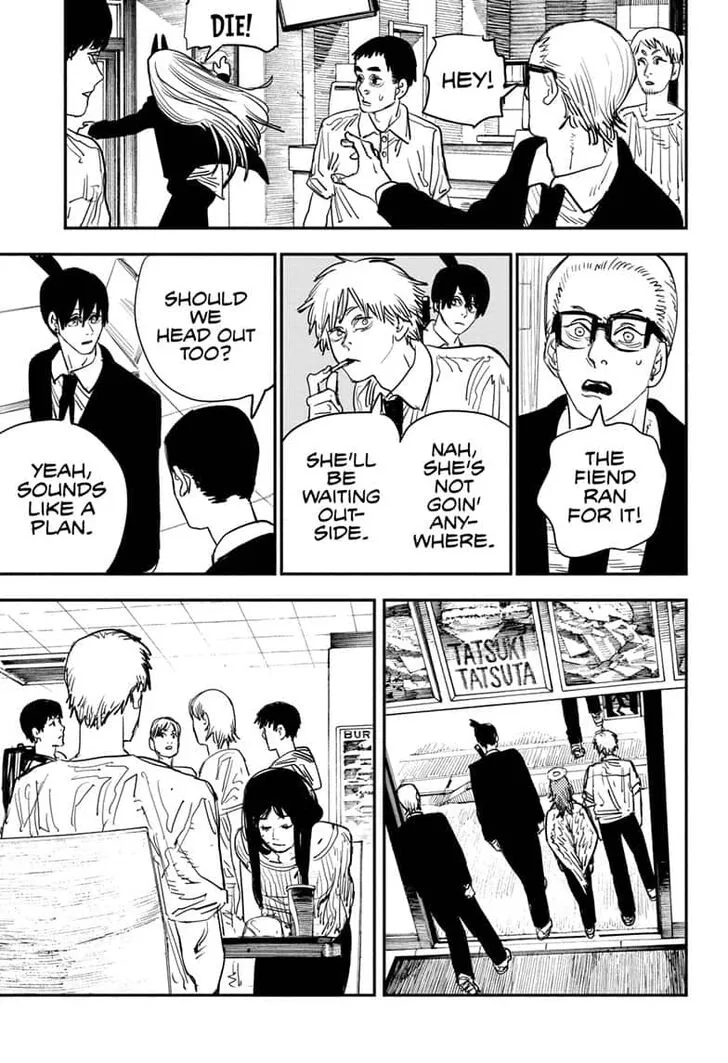 HEY!
DIE!
THE
FIEND
RAN
FOR IT!
NAH,
SHE'S
NOT
GOIN'
ANY-
WHERE.
SHE'LL
BE
WAITING
OUT-
SIDE.
SHOULD
WE
HEAD OUT
TOO?
YEAH,
SOUNDS
LIKE A
PLAN.
TATSUKI
TATSUTA
BUR